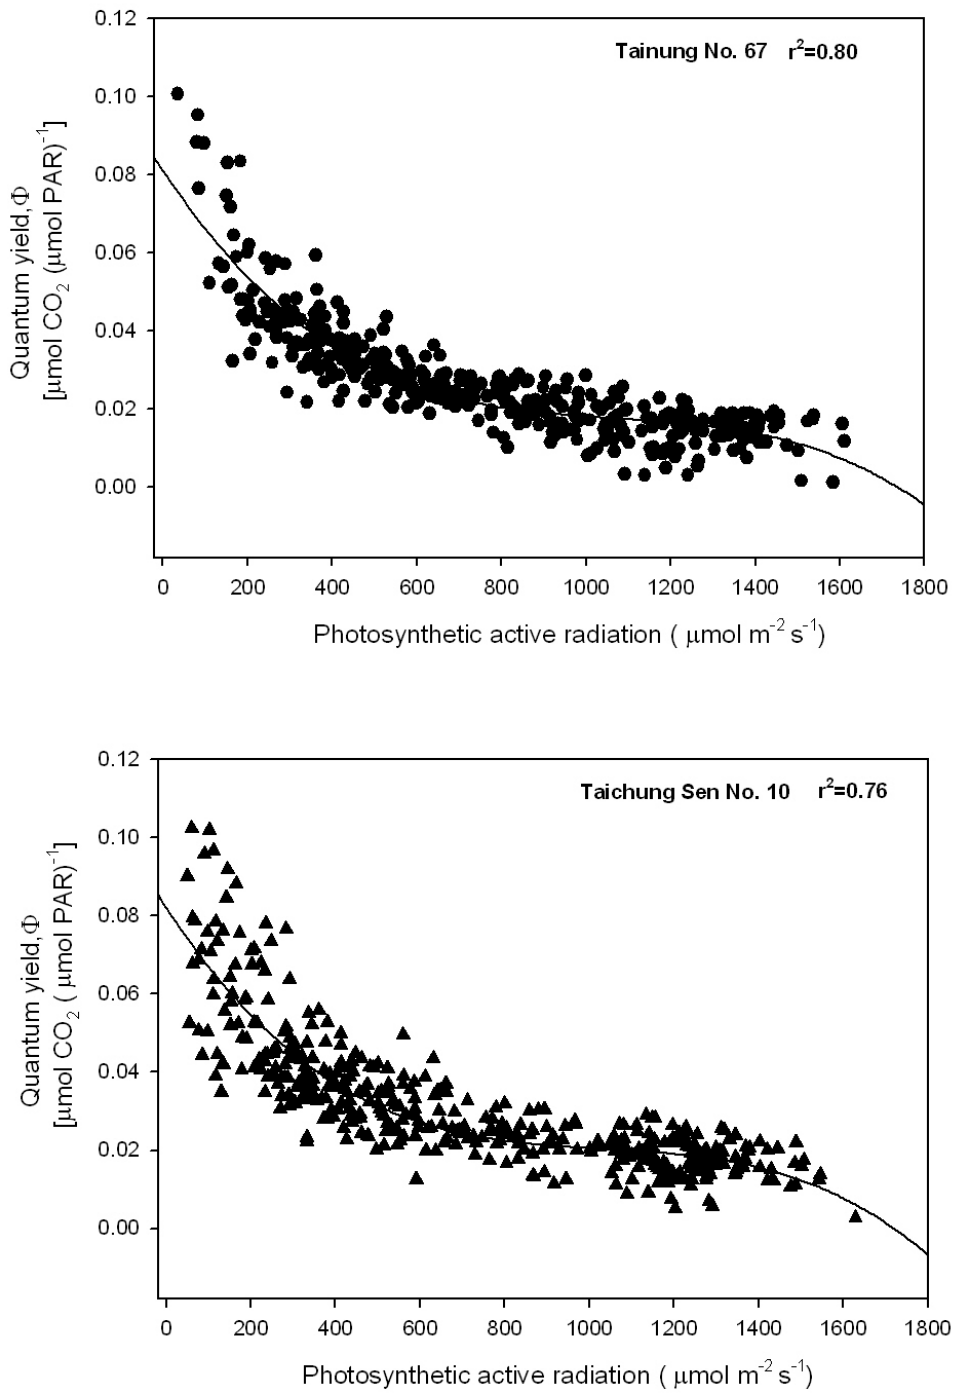 Tainung No. 67 r²=0.80
Quantum yield,Φ
[μmol CO₂ (μmol PAR)⁻¹]
0.12
0.10
0.08
0.06
0.04
0.02
0.00
0 200 400 600 800 1000 1200 1400 1600 1800
Photosynthetic active radiation ( μmol m⁻² s⁻¹)
Taichung Sen No. 10 r²=0.76
Quantum yield,Φ
[μmol CO₂ ( μmol PAR)⁻¹]
0.12
0.10
0.08
0.06
0.04
0.02
0.00
0 200 400 600 800 1000 1200 1400 1600 1800
Photosynthetic active radiation ( μmol m⁻² s⁻¹)